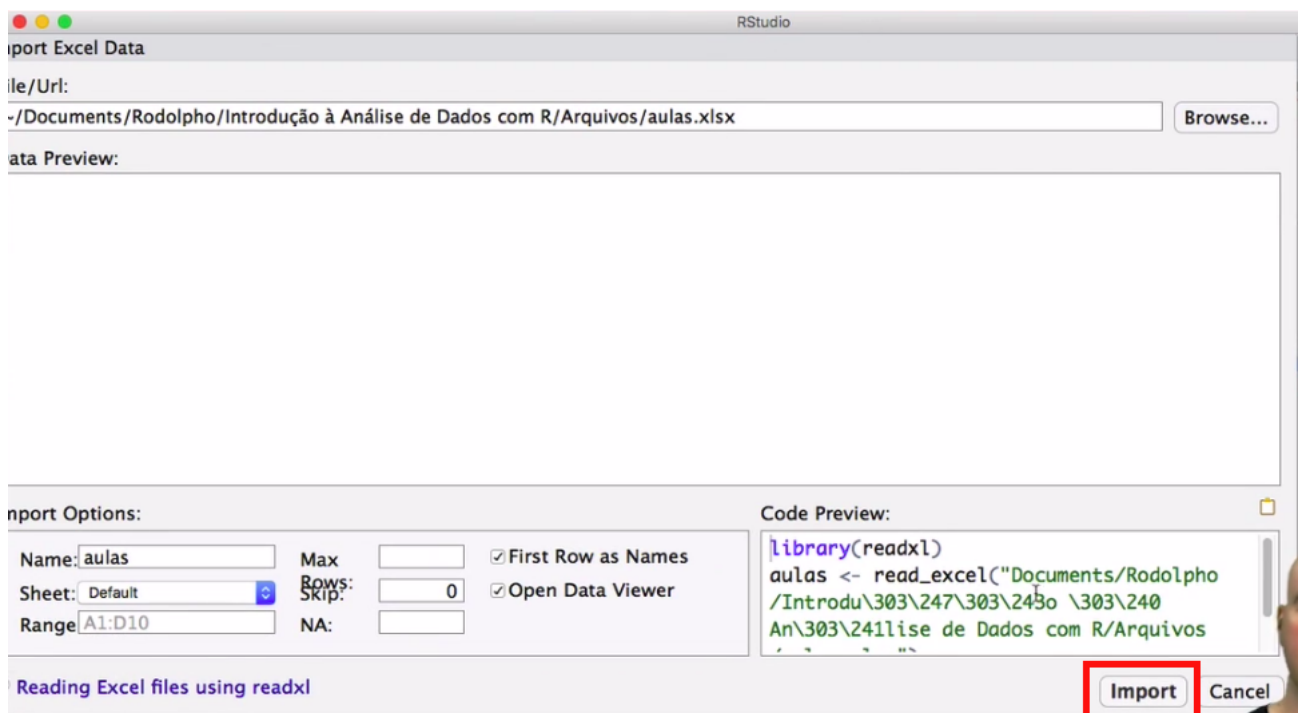 RStudio
port Excel Data
ile/Url:
~/Documents/Rodolpho/Introdução à Análise de Dados com R/Arquivos/aulas.xlsx
Browse...
ata Preview:
port Options:
Name: aulas
Max Rows:
First Row as Names
Sheet: Default
Skip: 0
Open Data Viewer
Range A1:D10
NA:
Code Preview:
library(readxl)
aulas <- read_excel("Documents/Rodolpho
/Introdu\303\247\303\243o \303\240
An\303\241lise de Dados com R/Arquivos
Reading Excel files using readxl
Import
Cancel